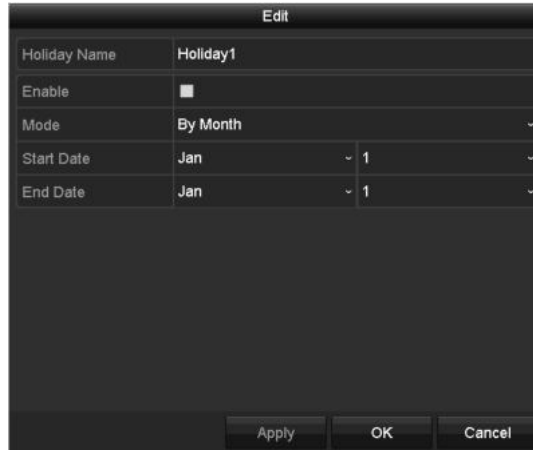 Edit
Holiday Name Holiday1
Enable
Mode By Month
Start Date Jan 1
End Date Jan 1
Apply OK Cancel